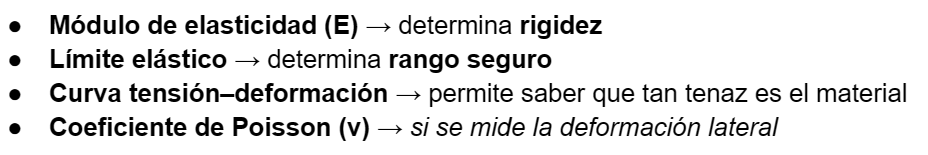 ● Módulo de elasticidad (E) → determina rigidez
● Límite elástico → determina rango seguro
● Curva tensión–deformación → permite saber que tan tenaz es el material
● Coeficiente de Poisson (v) → si se mide la deformación lateral